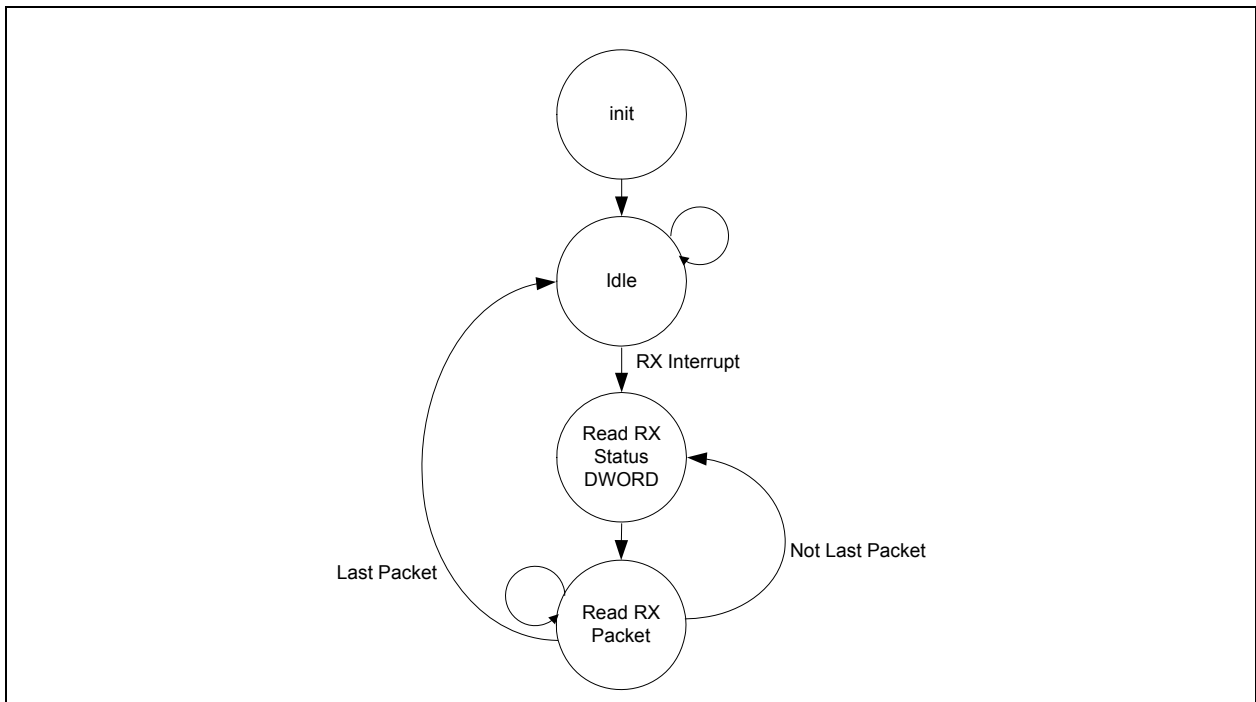 init
Idle
RX Interrupt
Read RX
Status
DWORD
Not Last Packet
Last Packet
Read RX
Packet